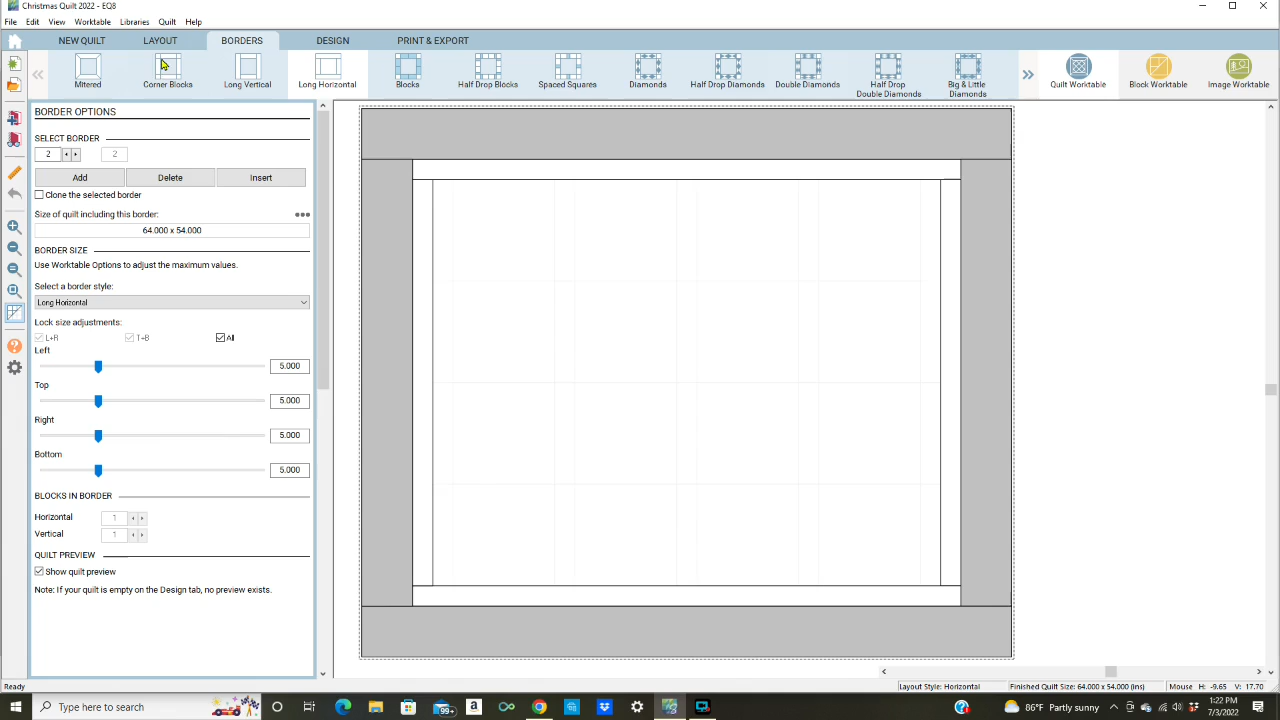 Christmas Quilt 2022 - EQ8
File Edit View Worktable Libraries Quilt Help
NEW QUILT LAYOUT BORDERS DESIGN PRINT & EXPORT
Mitered Corner Blocks Long Vertical Long Horizontal Blocks Half Drop Blocks Spaced Squares Diamonds Half Drop Diamonds Double Diamonds Half Drop Double Diamonds Big & Little Diamonds Quilt Worktable Block Worktable Image Worktable
BORDER OPTIONS
SELECT BORDER
2 2
Add Delete Insert
Clone the selected border
Size of quilt including this border:
64.000 x 54.000
BORDER SIZE
Use Worktable Options to adjust the maximum values.
Select a border style:
Long Horizontal
Lock size adjustments:
L+R T+B All
Left
5.000
Top
5.000
Right
5.000
Bottom
5.000
BLOCKS IN BORDER
Horizontal 1
Vertical 1
QUILT PREVIEW
Show quilt preview
Note: If your quilt is empty on the Design tab, no preview exists.
Ready Layout Style: Horizontal Finished Quilt Size: 64.000 x 54.000 (ins) Mouse H: -9.65 V: 17.70
Type here to search 99+ 86°F Partly sunny 1:22 PM
7/3/2022